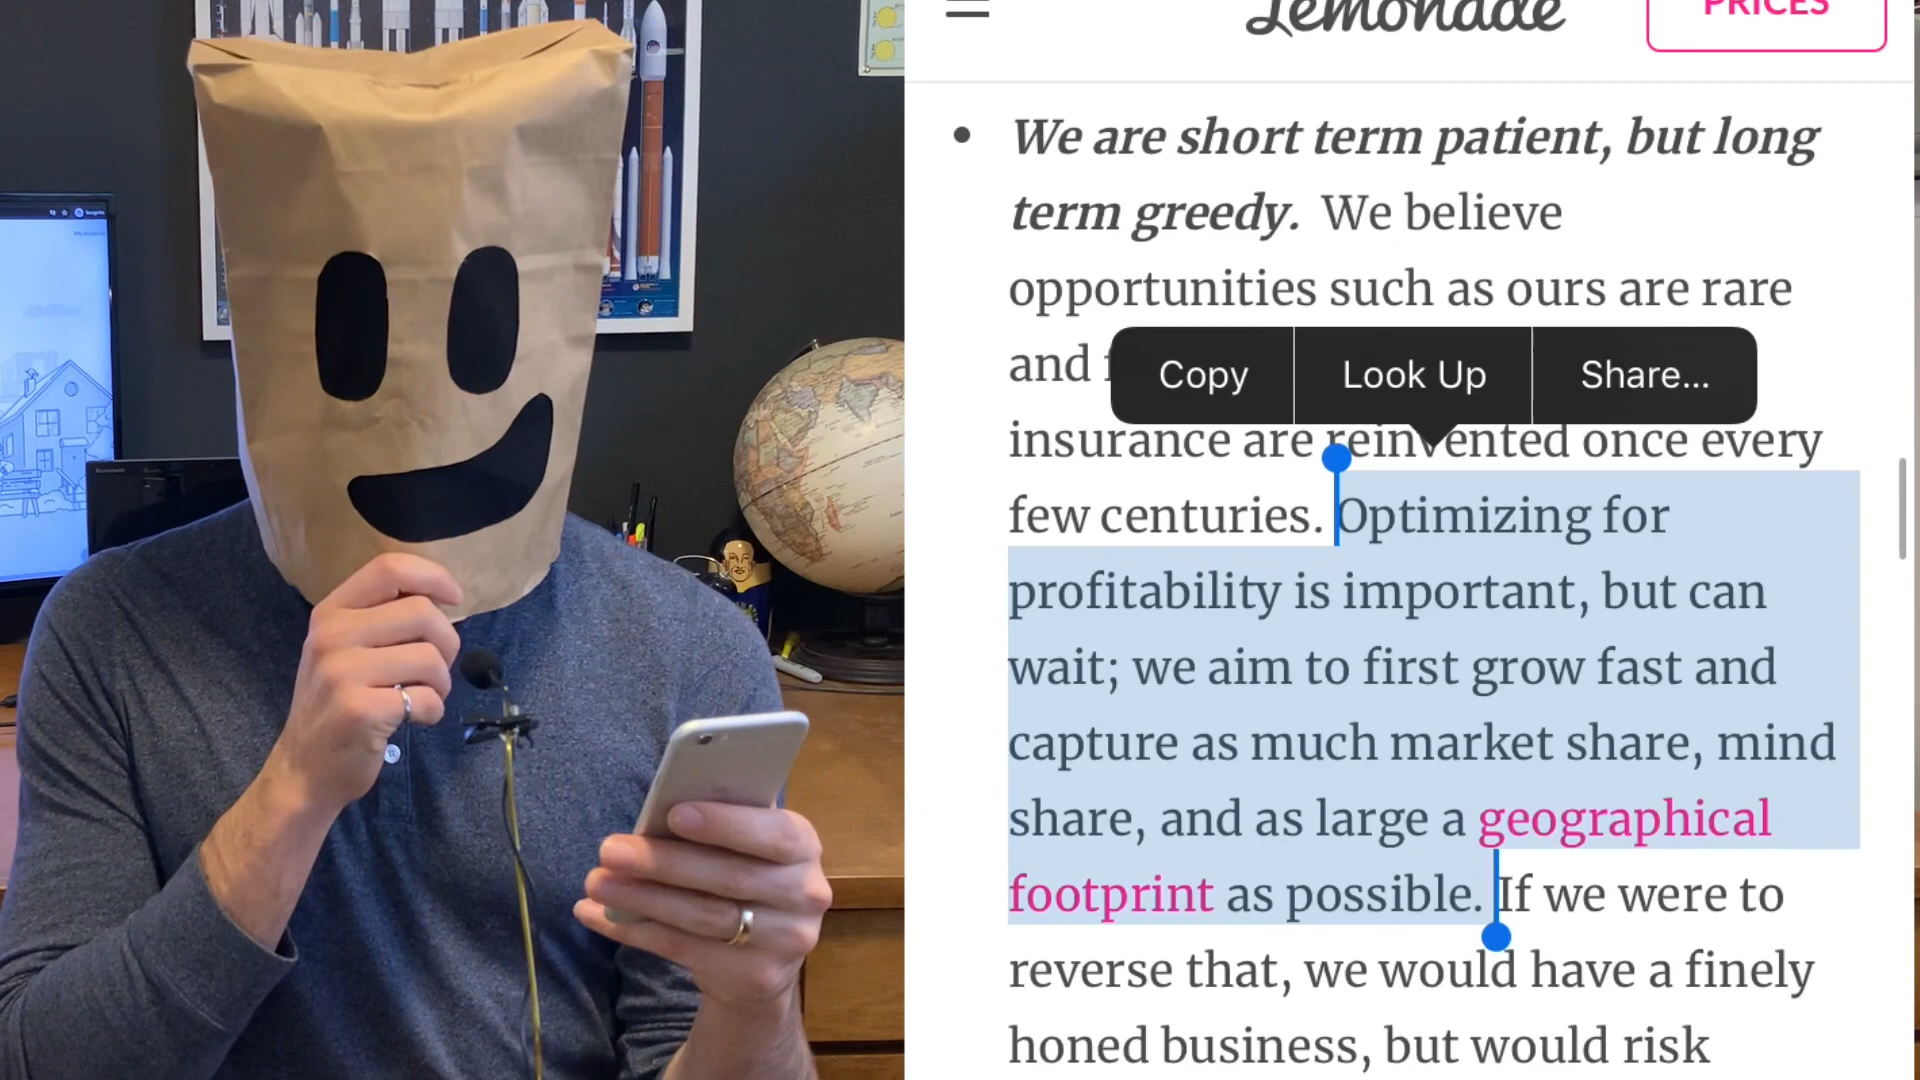 Lemonade
PRICES
• We are short term patient, but long
term greedy. We believe
opportunities such as ours are rare
and
Copy
Look Up
Share...
insurance are reinvented once every
few centuries. Optimizing for
profitability is important, but can
wait; we aim to first grow fast and
capture as much market share, mind
share, and as large a geographical
footprint as possible. If we were to
reverse that, we would have a finely
honed business, but would risk